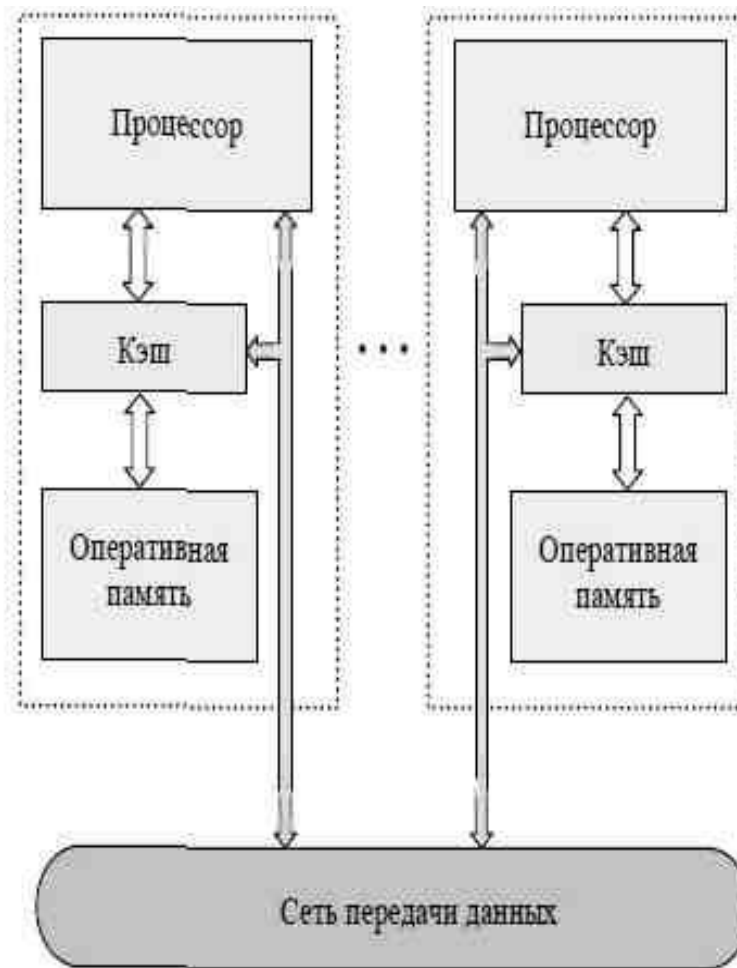 Процессор
Процессор
Кэш
Кэш
Оперативная
память
Оперативная
память
Сеть передачи данных